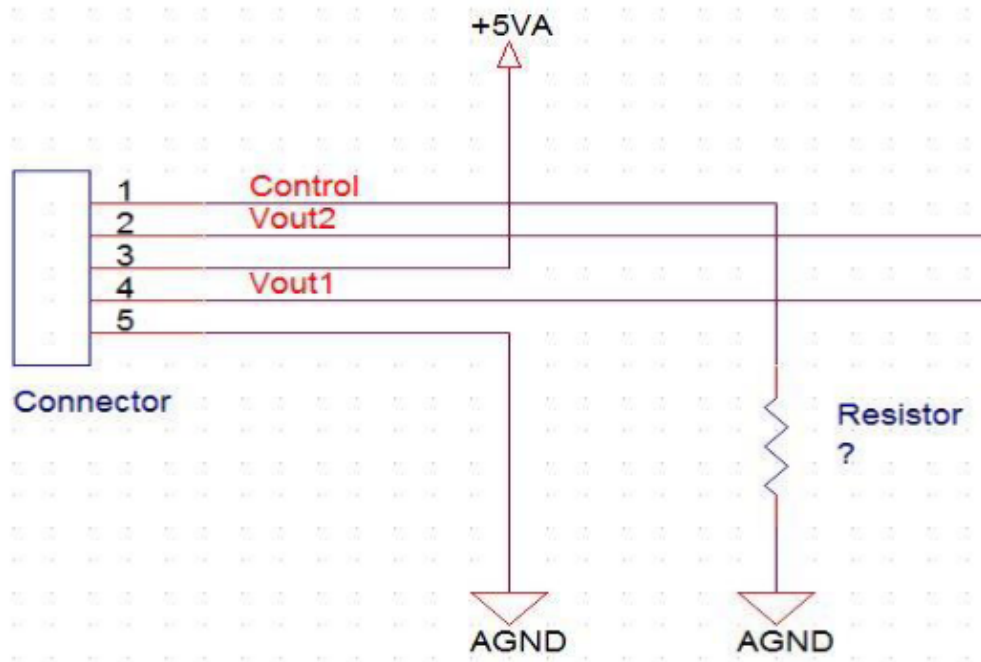 +5VA
1
Control
2
Vout2
3
4
Vout1
5
Connector
Resistor
?
AGND
AGND